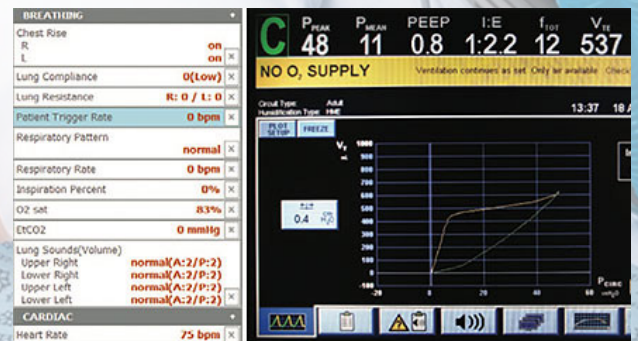 BREATHING
Chest Rise
R on
L on
Lung Compliance 0(Low)
Lung Resistance R: 0 / L: 0
Patient Trigger Rate 0 bpm
Respiratory Pattern
normal
Respiratory Rate 0 bpm
Inspiration Percent 0%
O2 sat 83%
EtCO2 0 mmHg
Lung Sounds(Volume)
Upper Right normal(A:2/P:2)
Lower Right normal(A:2/P:2)
Upper Left normal(A:2/P:2)
Lower Left normal(A:2/P:2)
CARDIAC
Heart Rate 75 bpm
C
PPEAK PMEAN PEEP I:E fTOT VTE
48 11 0.8 1:2.2 12 537
NO O2 SUPPLY Ventilation continues as set. Only be available Check
Circuit Type: Adult
Humidification Type: HME
13:37 18 A
PLOT SETUP FREEZE
VT
1000
900
800
700
600
500
400
300
200
100
0
-100
-20 0 20 40 60
PCIRC
cmH2O
PEEP
0.4 cm H2O